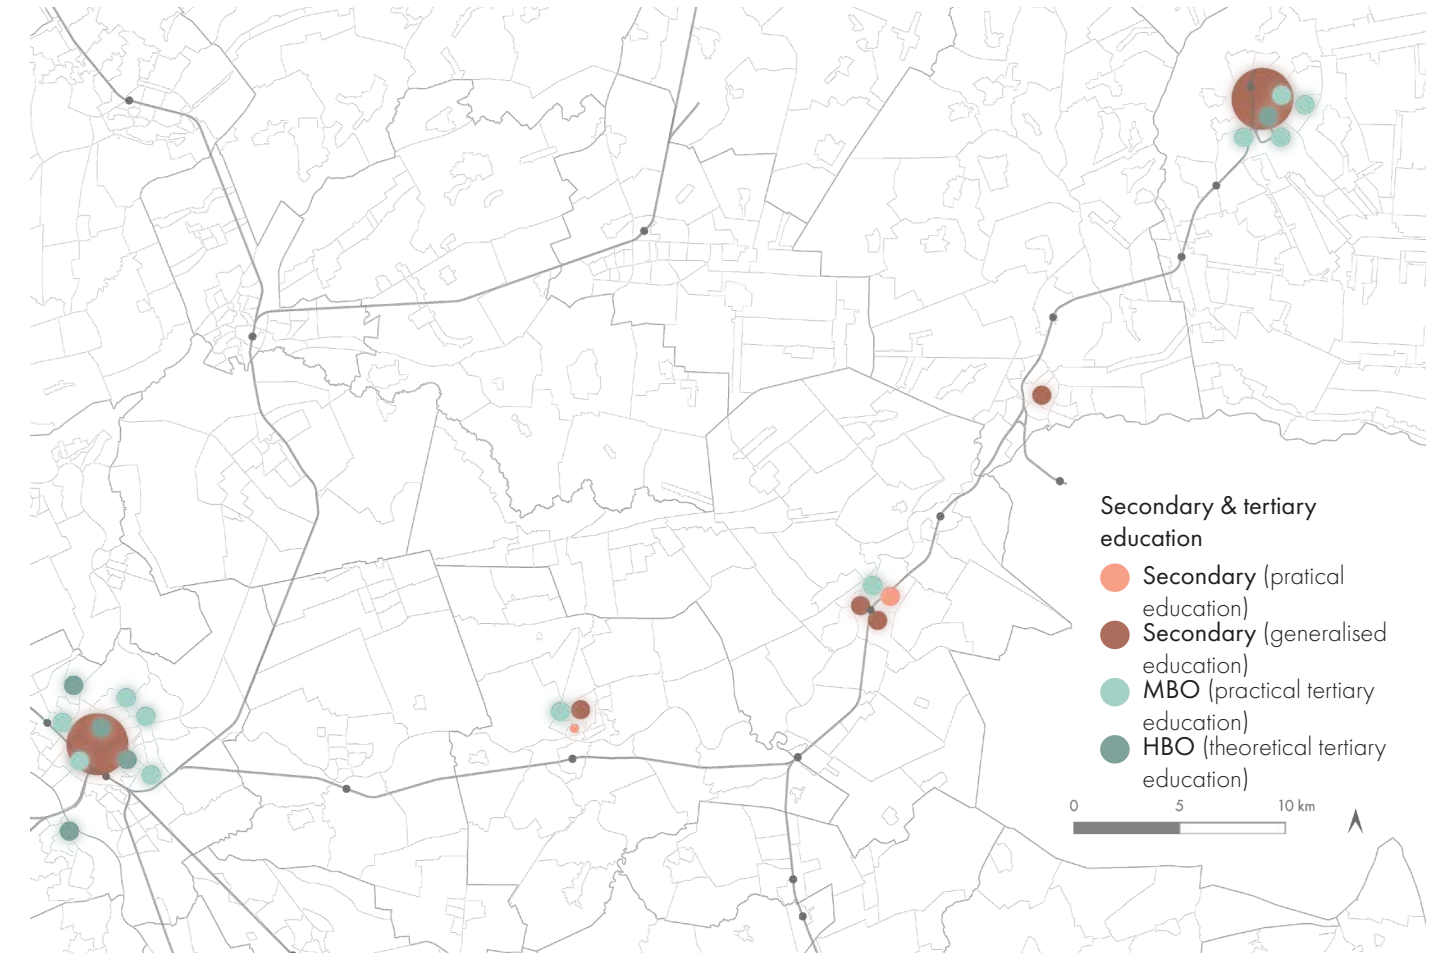 Secondary & tertiary
education
Secondary (pratical
education)
Secondary (generalised
education)
MBO (practical tertiary
education)
HBO (theoretical tertiary
education)
0 5 10 km